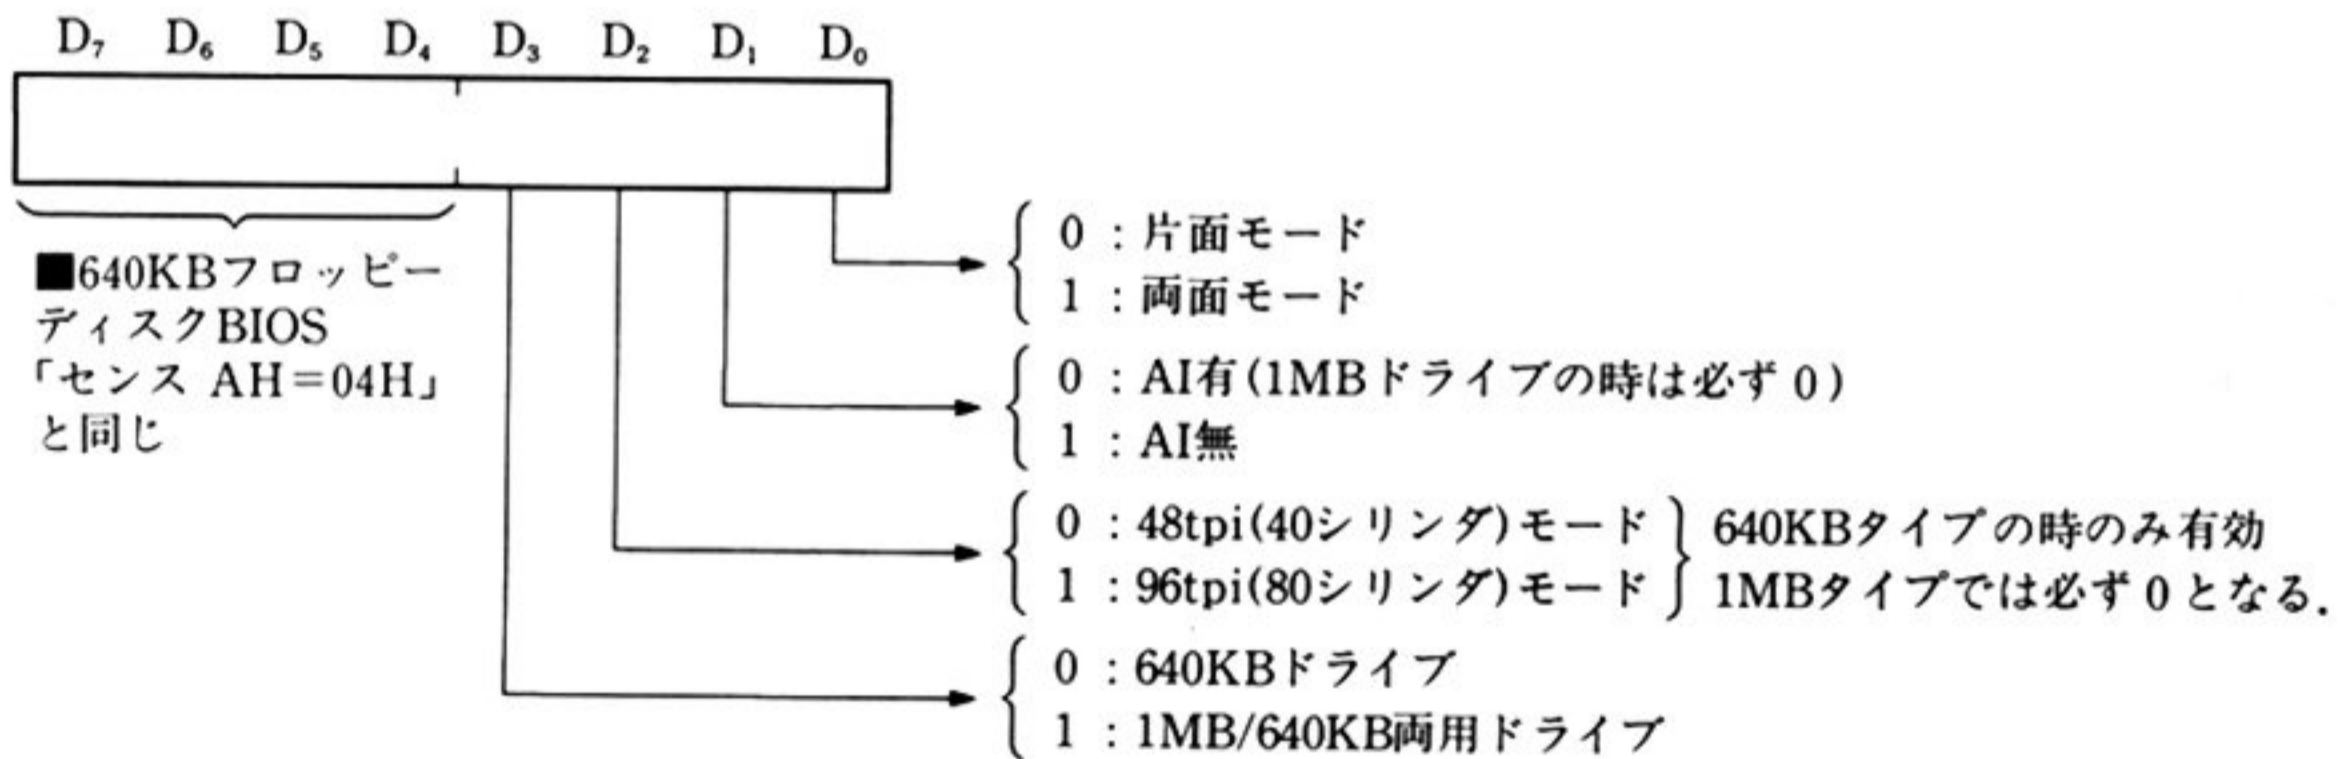 D₇ D₆ D₅ D₄ D₃ D₂ D₁ D₀
■640KBフロッピー
ディスクBIOS
「センス AH=04H」
と同じ
0 : 片面モード
1 : 両面モード
0 : AI有(1MBドライブの時は必ず0)
1 : AI無
0 : 48tpi(40シリンダ)モード
1 : 96tpi(80シリンダ)モード
640KBタイプの時のみ有効
1MBタイプでは必ず0となる.
0 : 640KBドライブ
1 : 1MB/640KB両用ドライブ